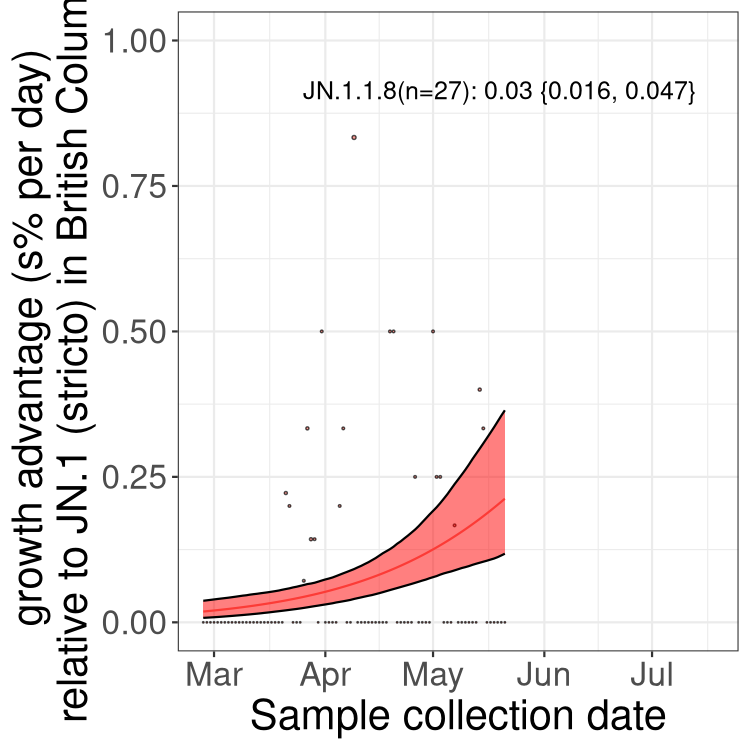 growth advantage (s% per day)
relative to JN.1 (stricto) in British Colum
1.00
0.75
0.50
0.25
0.00
JN.1.1.8(n=27): 0.03 {0.016, 0.047}
Mar Apr May Jun Jul
Sample collection date